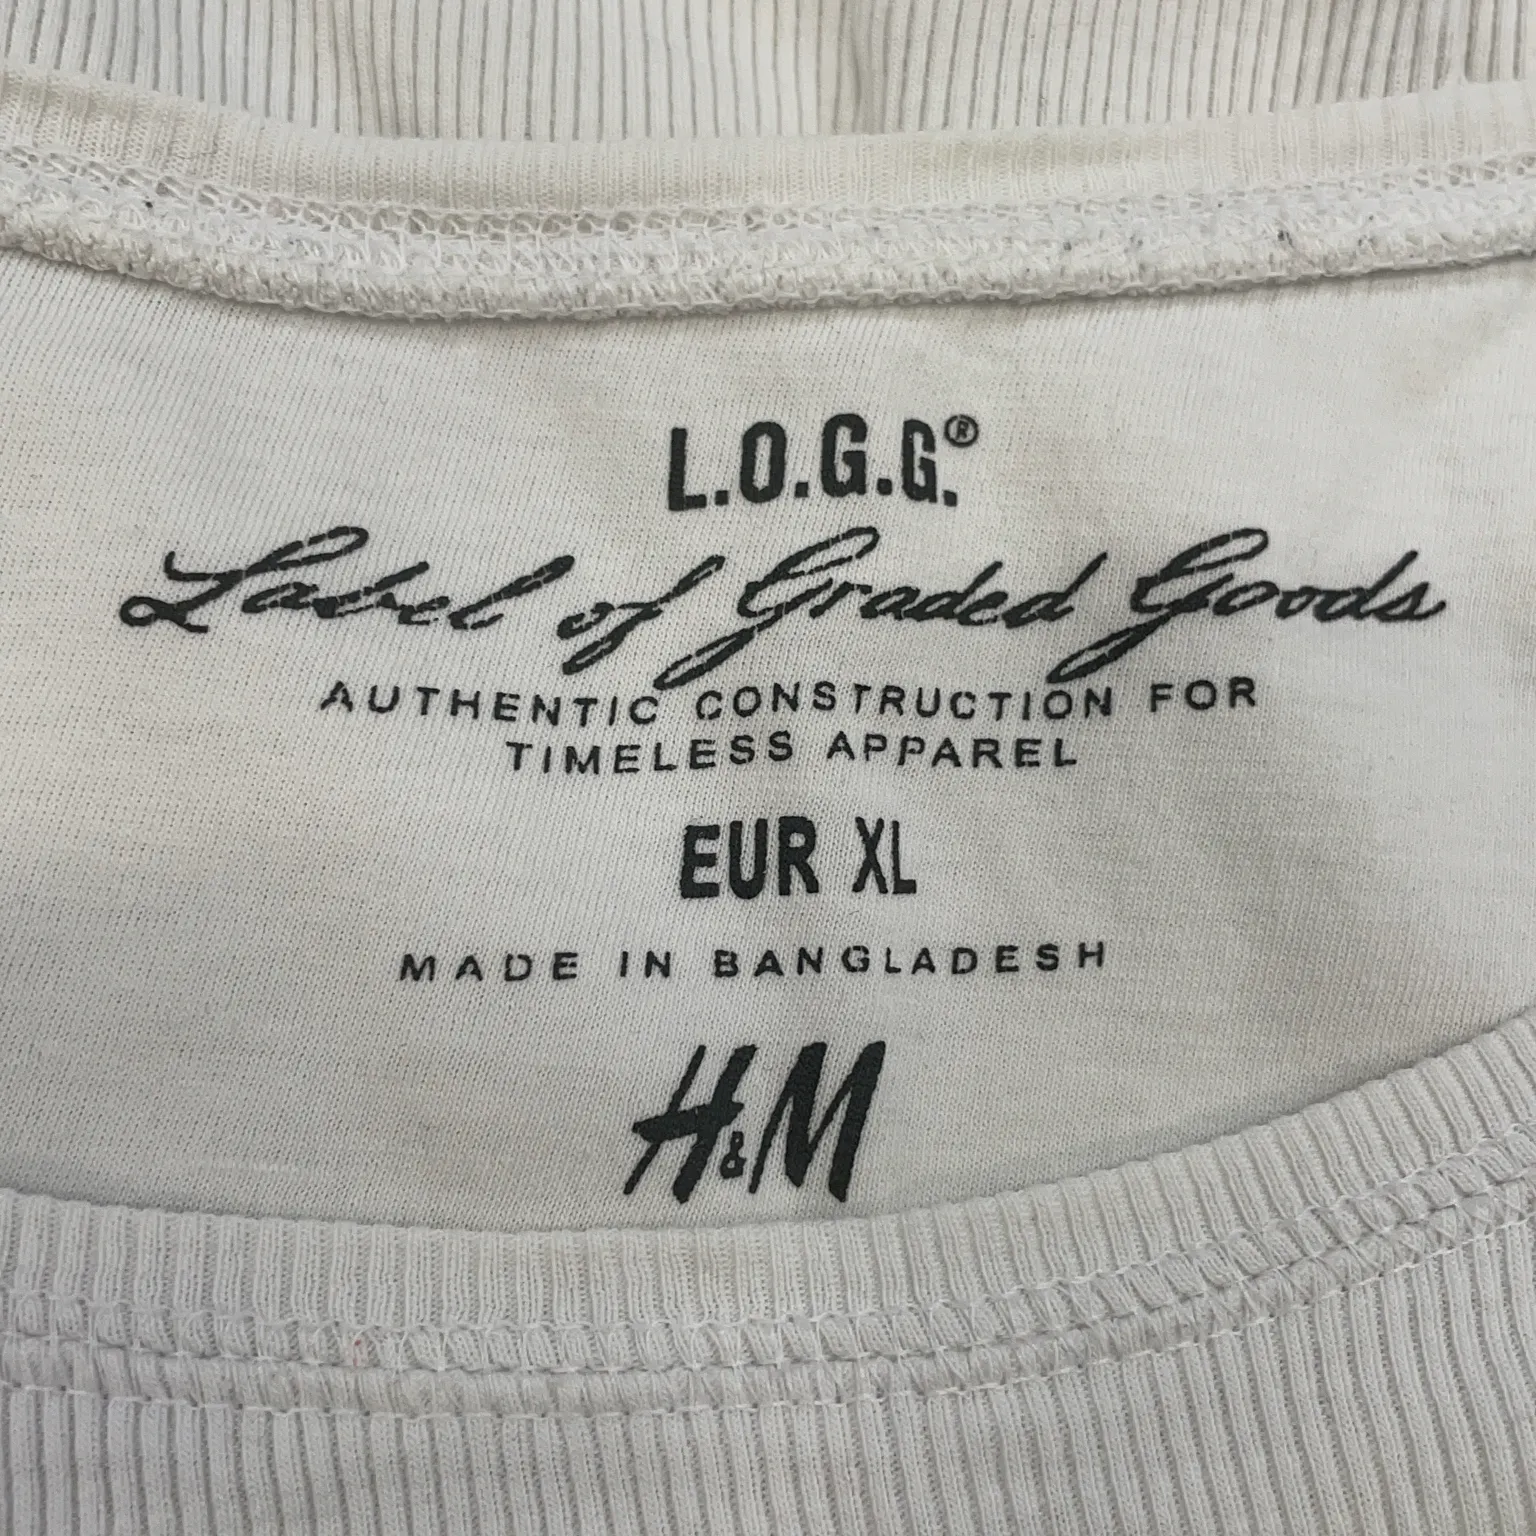 L.O.G.G.®
Label of Graded Goods
AUTHENTIC CONSTRUCTION FOR
TIMELESS APPAREL
EUR XL
MADE IN BANGLADESH
H&M